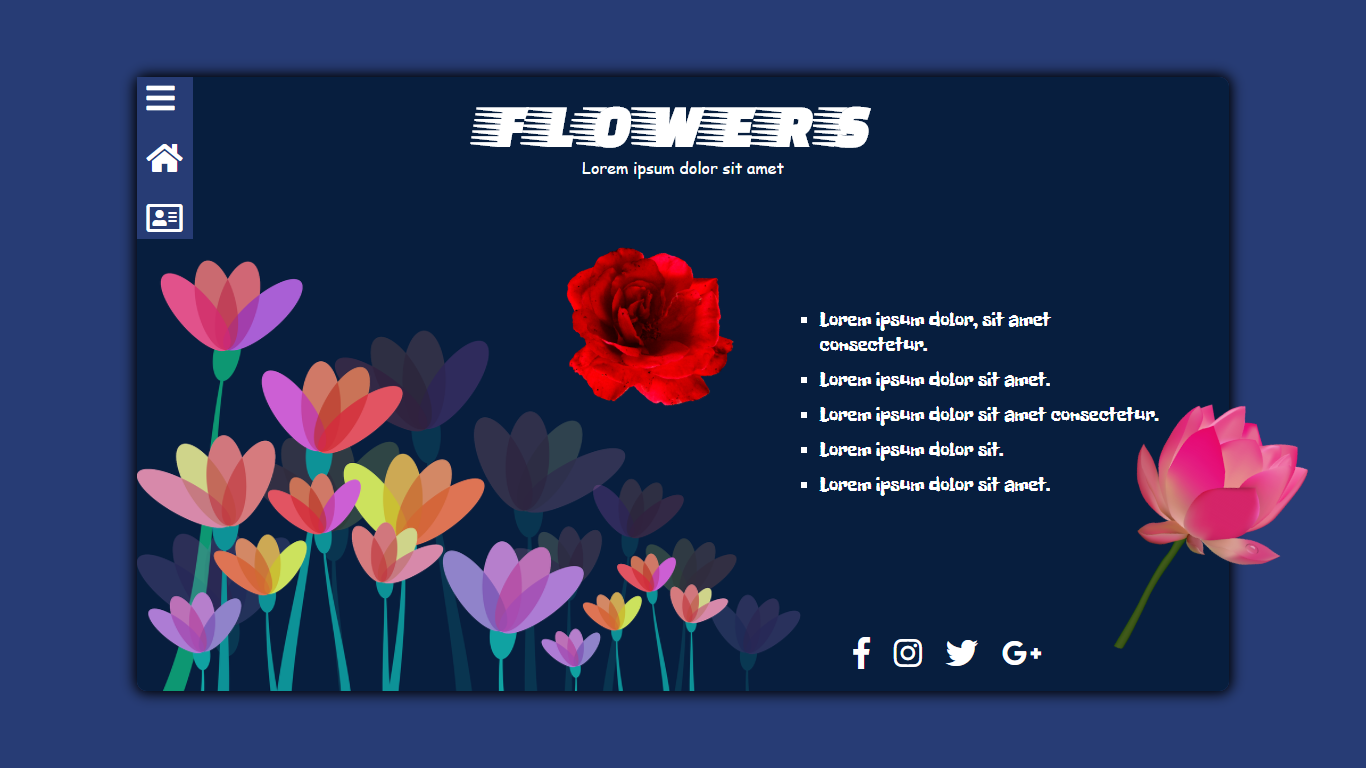 FLOWERS
Lorem ipsum dolor sit amet
Lorem ipsum dolor, sit amet
consectetur.
Lorem ipsum dolor sit amet.
Lorem ipsum dolor sit amet consectetur.
Lorem ipsum dolor sit.
Lorem ipsum dolor sit amet.